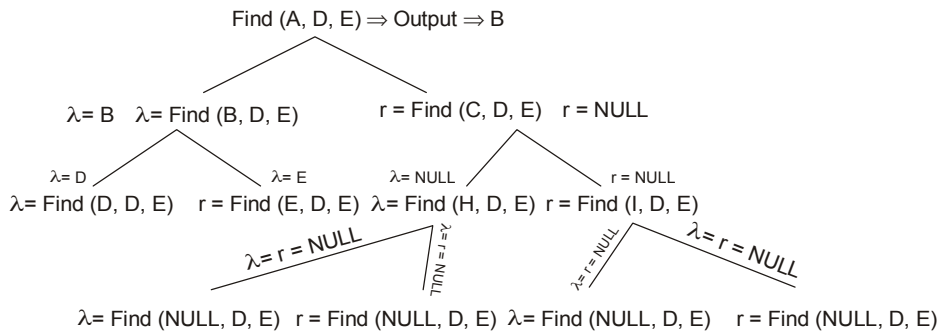 Find (A, D, E) ⇒ Output ⇒ B
λ= B λ= Find (B, D, E) r = Find (C, D, E) r = NULL
λ= D λ= E λ= NULL r = NULL
λ= Find (D, D, E) r = Find (E, D, E) λ= Find (H, D, E) r = Find (I, D, E)
λ= r = NULL λ= r = NULL λ= r = NULL λ= r = NULL
λ= Find (NULL, D, E) r = Find (NULL, D, E) λ= Find (NULL, D, E) r = Find (NULL, D, E)